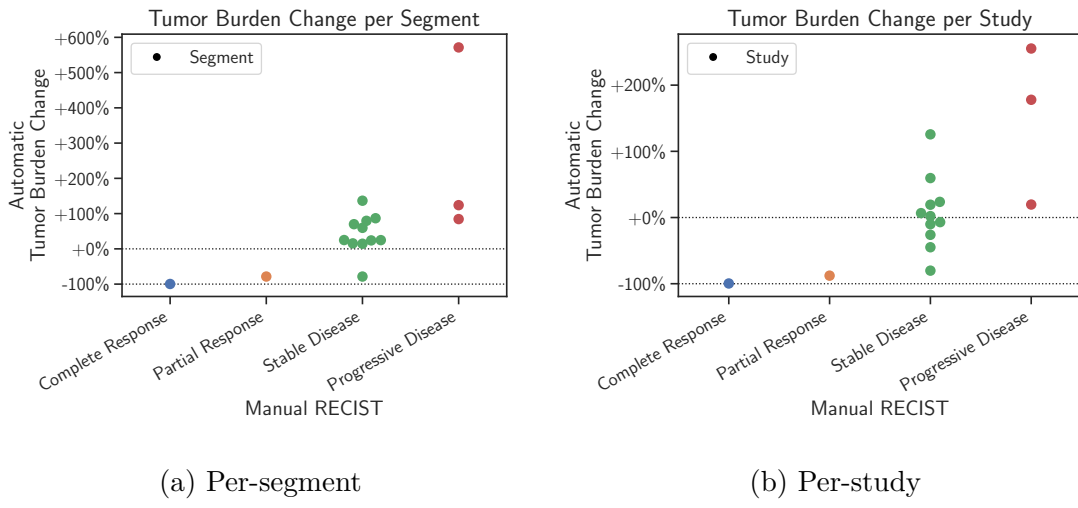 Tumor Burden Change per Segment
+600%
+500%
+400%
+300%
+200%
+100%
+0%
-100%
Automatic
Tumor Burden Change
Segment
Complete Response
Partial Response
Stable Disease
Progressive Disease
Manual RECIST
(a) Per-segment
Tumor Burden Change per Study
+200%
+100%
+0%
-100%
Automatic
Tumor Burden Change
Study
Complete Response
Partial Response
Stable Disease
Progressive Disease
Manual RECIST
(b) Per-study